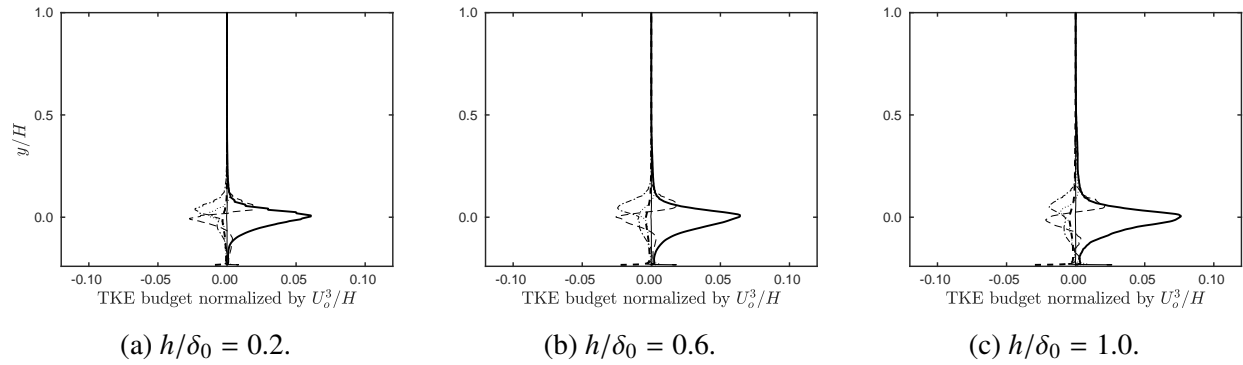 1.0 1.0 1.0
0.5 0.5 0.5
y/H
0.0 0.0 0.0
-0.10 -0.05 0.00 0.05 0.10 -0.10 -0.05 0.00 0.05 0.10 -0.10 -0.05 0.00 0.05 0.10
TKE budget normalized by $U_o^3/H$ TKE budget normalized by $U_o^3/H$ TKE budget normalized by $U_o^3/H$
(a) $h/\delta_0$ = 0.2. (b) $h/\delta_0$ = 0.6. (c) $h/\delta_0$ = 1.0.